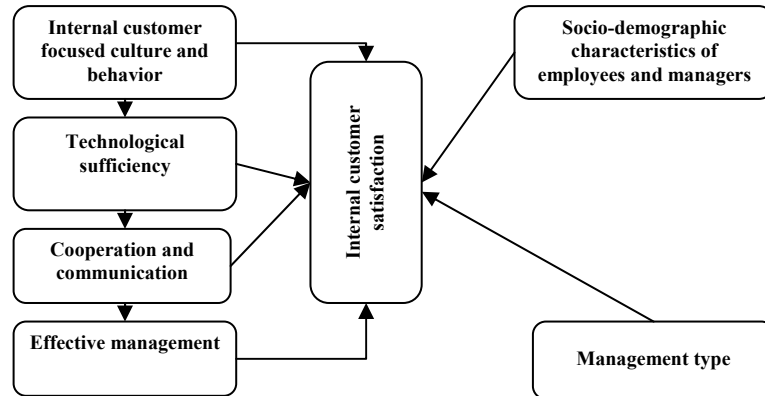 Internal customer
focused culture and
behavior
Technological
sufficiency
Cooperation and
communication
Effective management
Internal customer
satisfaction
Socio-demographic
characteristics of
employees and managers
Management type